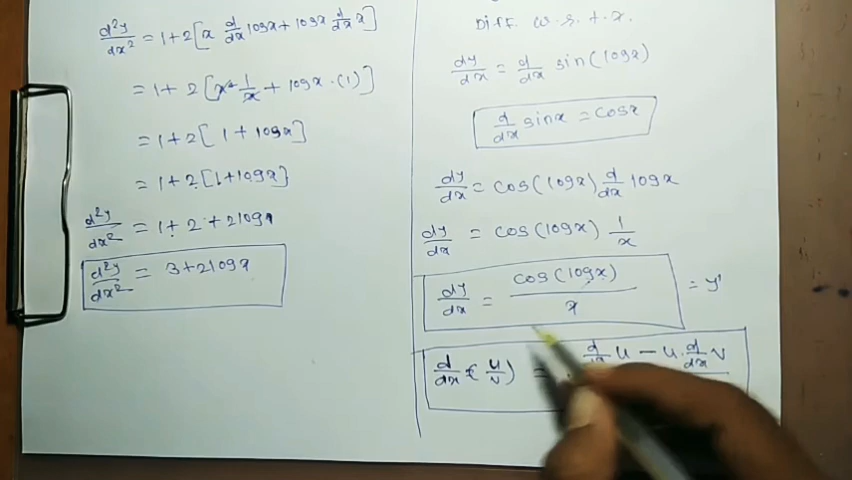 d²y/dx² = 1+2[x d/dx logx + logx d/dx x]
= 1+2[x · 1/x + logx · (1)]
= 1+2[1+logx]
= 1+2[1+logx]
d²y/dx² = 1+2+2logx
d²y/dx² = 3+2logx
Diff. w.r.t.x.
dy/dx = d/dx sin(logx)
d/dx sinx = cosx
dy/dx = cos(logx) d/dx logx
dy/dx = cos(logx) 1/x
dy/dx = cos(logx)/x = y'
d/dx (u/v) = d/dx u - u. d/dx v